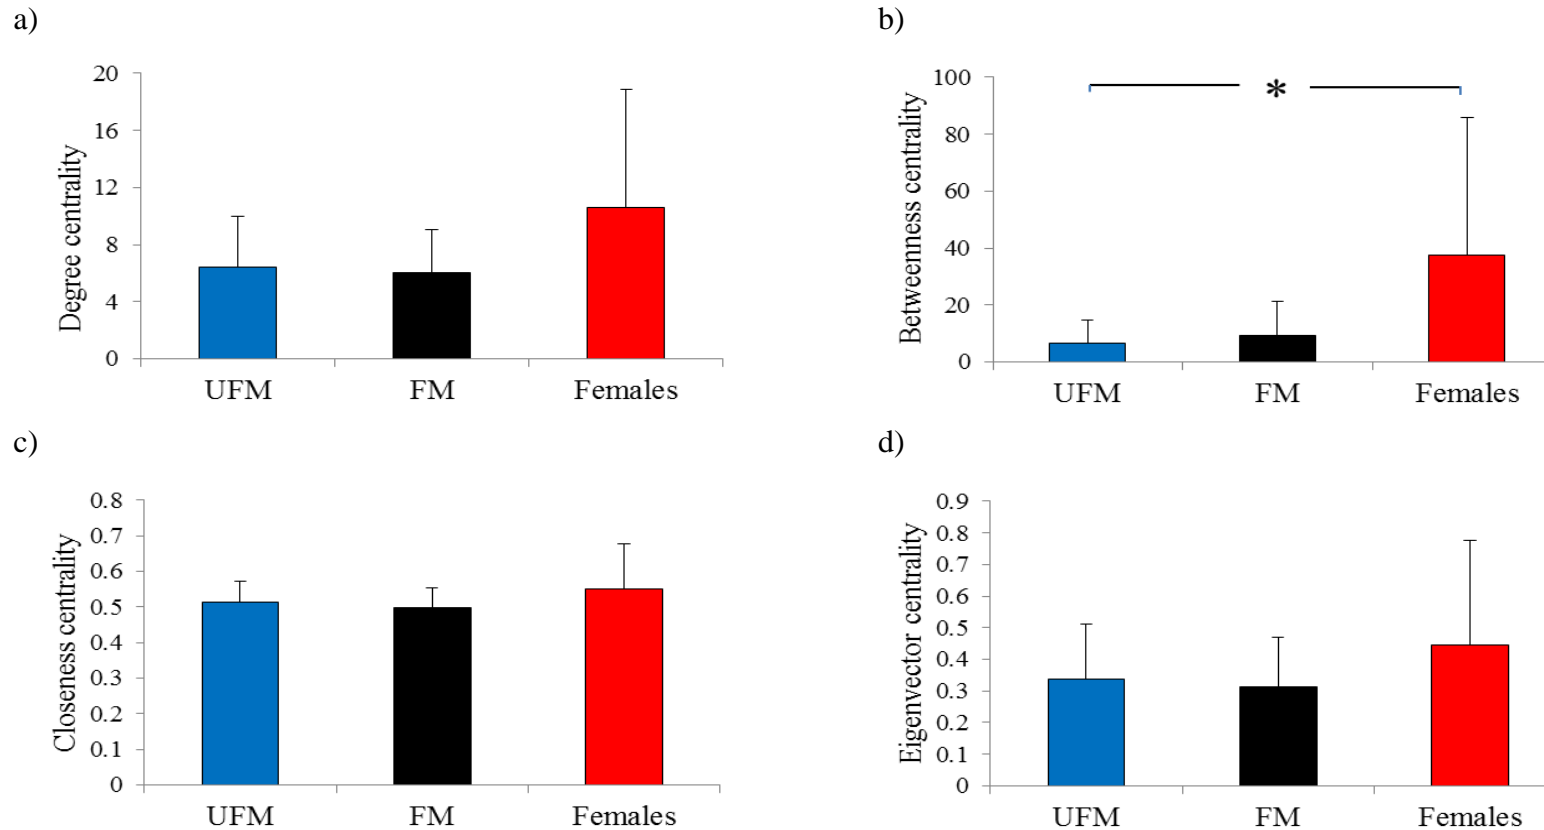 a)
Degree centrality
20
16
12
8
4
0
UFM FM Females
b)
Betweenness centrality
100
80
60
40
20
0
*
UFM FM Females
c)
Closeness centrality
0.8
0.7
0.6
0.5
0.4
0.3
0.2
0.1
0
UFM FM Females
d)
Eigenvector centrality
0.9
0.8
0.7
0.6
0.5
0.4
0.3
0.2
0.1
0
UFM FM Females